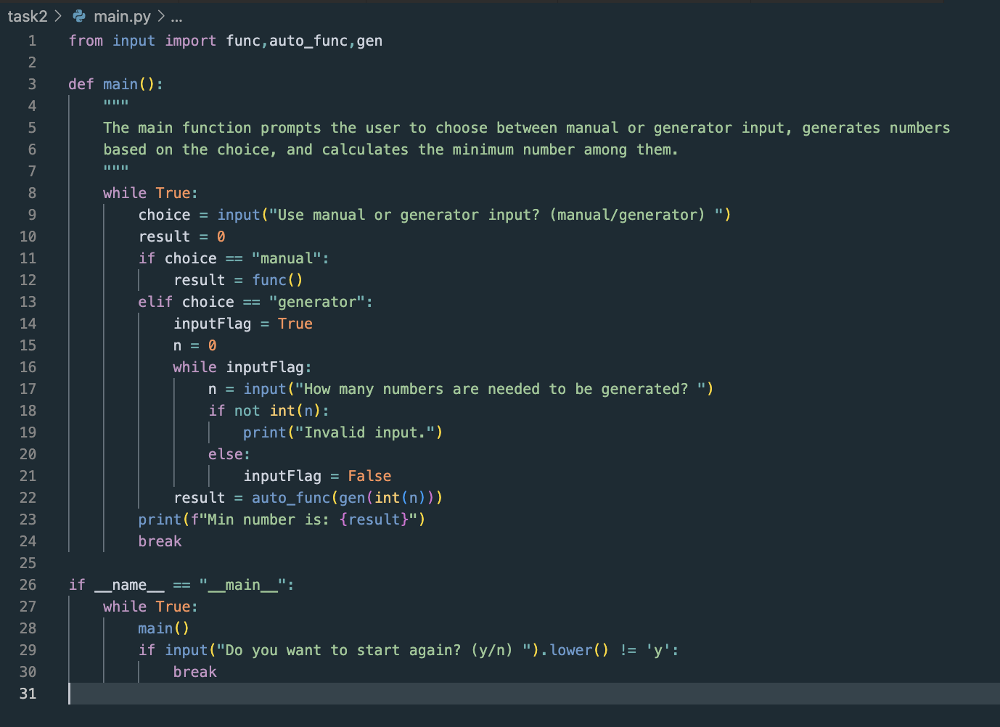 task2 > main.py > ...
1 from input import func,auto_func,gen
2
3 def main():
4     """
5     The main function prompts the user to choose between manual or generator input, generates numbers
6     based on the choice, and calculates the minimum number among them.
7     """
8     while True:
9         choice = input("Use manual or generator input? (manual/generator) ")
10         result = 0
11         if choice == "manual":
12             result = func()
13         elif choice == "generator":
14             inputFlag = True
15             n = 0
16             while inputFlag:
17                 n = input("How many numbers are needed to be generated? ")
18                 if not int(n):
19                     print("Invalid input.")
20                 else:
21                     inputFlag = False
22             result = auto_func(gen(int(n)))
23         print(f"Min number is: {result}")
24         break
25
26 if __name__ == "__main__":
27     while True:
28         main()
29         if input("Do you want to start again? (y/n) ").lower() != 'y':
30             break
31